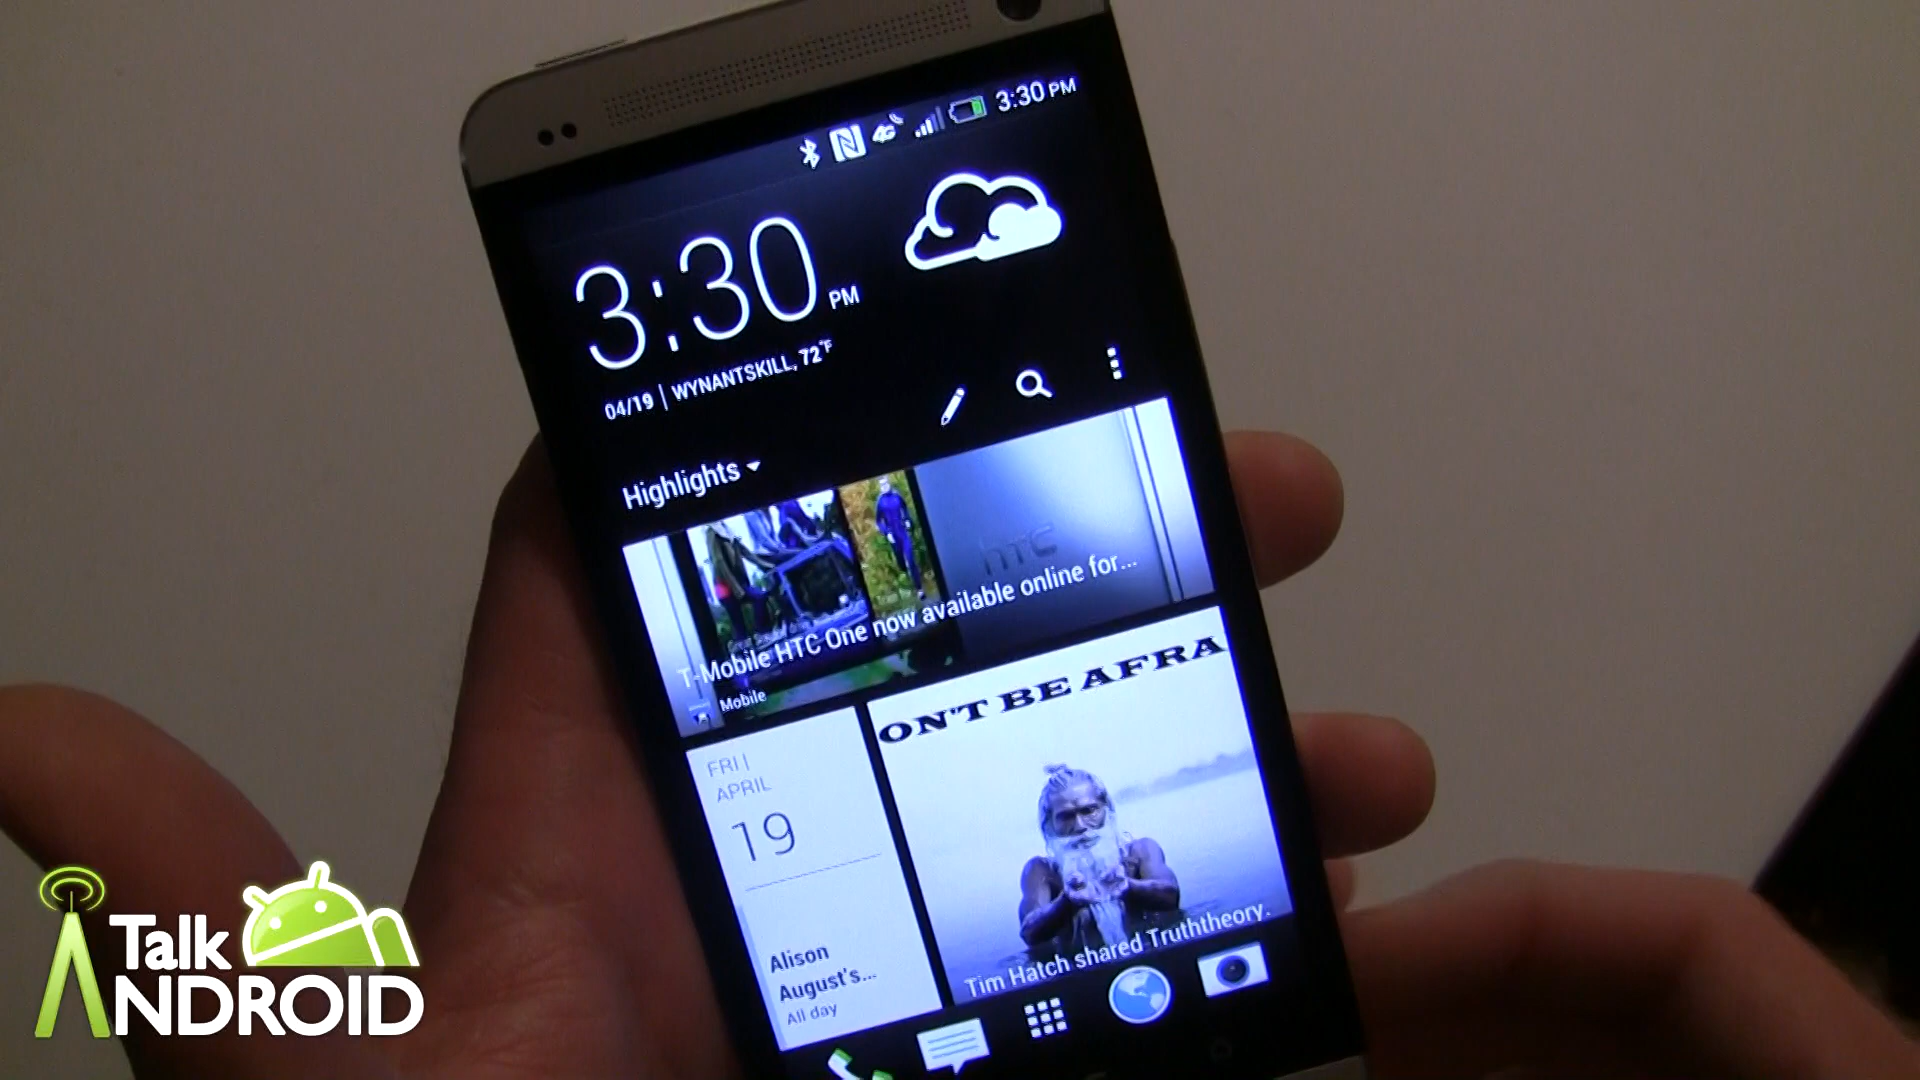 3:30 PM
3:30 PM
04/19 | WYNANTSKILL, 72°F
Highlights
hTC
T-Mobile HTC One now available online for...
Mobile
ON'T BE AFRA
FRI |
APRIL
19
Alison
August's...
All day
Tim Hatch shared Truththeory.
Talk
ANDROID